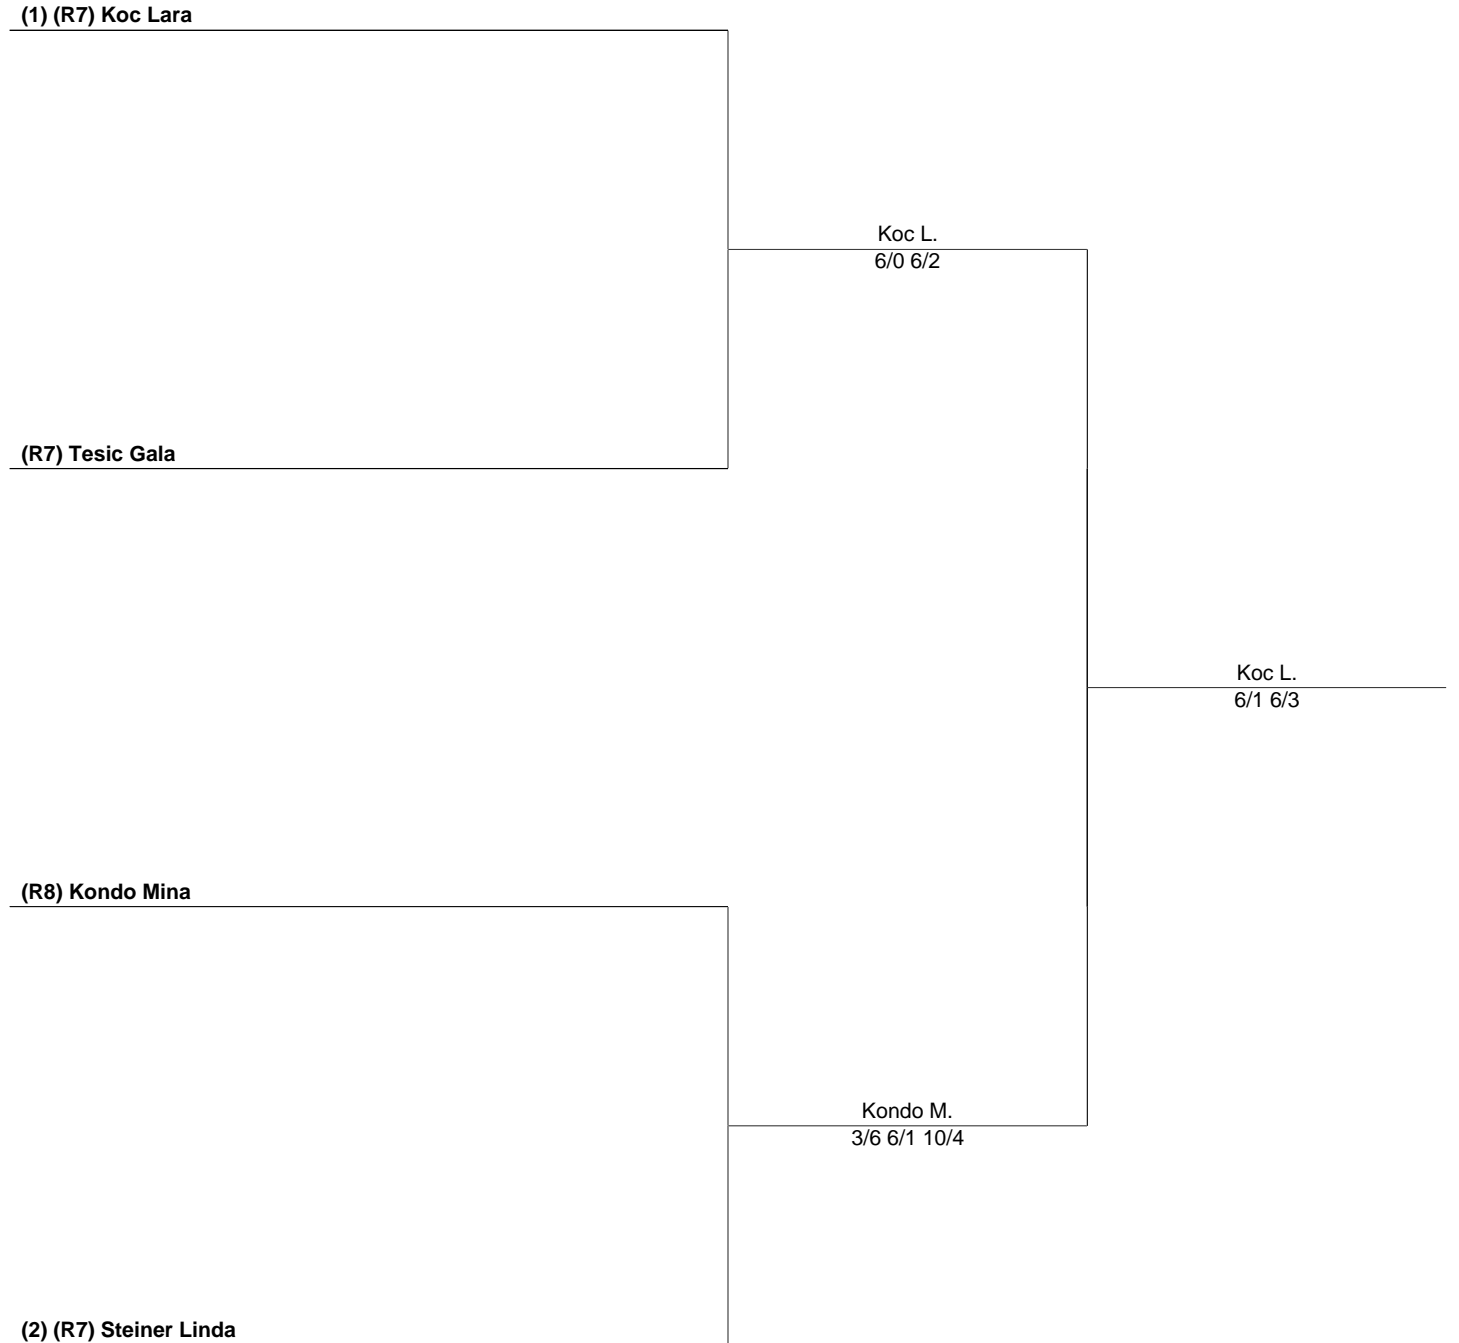 (1) (R7) Koc Lara
Koc L.
6/0 6/2
(R7) Tesic Gala
Koc L.
6/1 6/3
(R8) Kondo Mina
Kondo M.
3/6 6/1 10/4
(2) (R7) Steiner Linda